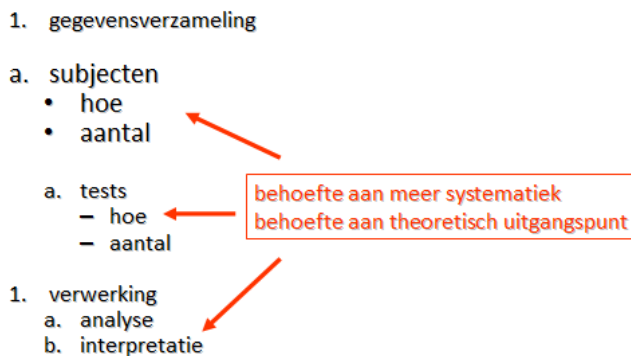 1. gegevensverzameling
a. subjecten
• hoe
• aantal
a. tests
– hoe
– aantal
behoefte aan meer systematiek
behoefte aan theoretisch uitgangspunt
1. verwerking
a. analyse
b. interpretatie